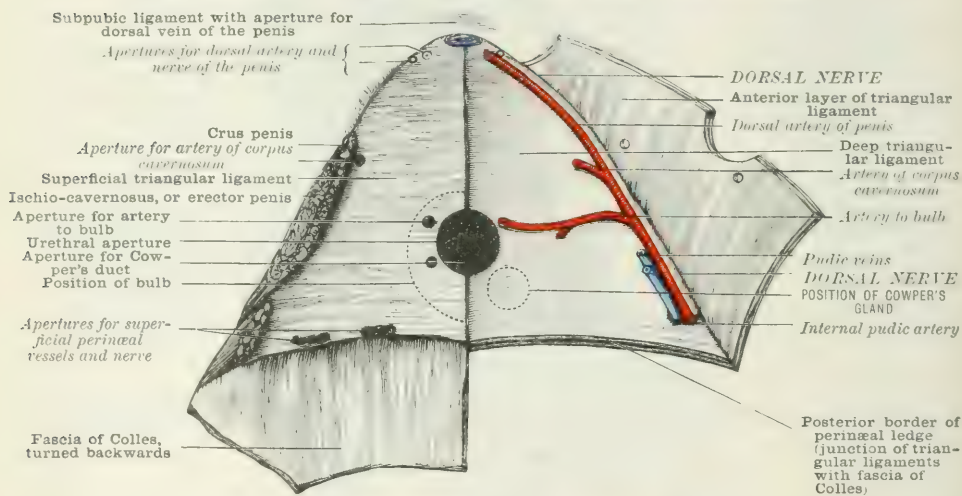 Subpubic ligament with aperture for
dorsal vein of the penis
Apertures for dorsal artery and
nerve of the penis
Crus penis
Aperture for artery of corpus
cavernosum
Superficial triangular ligament
Ischio-cavernosus, or erector penis
Aperture for artery
to bulb
Urethral aperture
Aperture for Cow-
per's duct
Position of bulb
Apertures for super-
ficial perinæal
vessels and nerve
Fascia of Colles,
turned backwards
DORSAL NERVE
Anterior layer of triangular
ligament
Dorsal artery of penis
Deep triangu-
lar ligament
Artery of corpus
cavernosum
Artery to bulb
Pudic veins
DORSAL NERVE
POSITION OF COWPER'S
GLAND
Internal pudic artery
Posterior border of
perinæal ledge
(junction of trian-
gular ligaments
with fascia of
Colles)